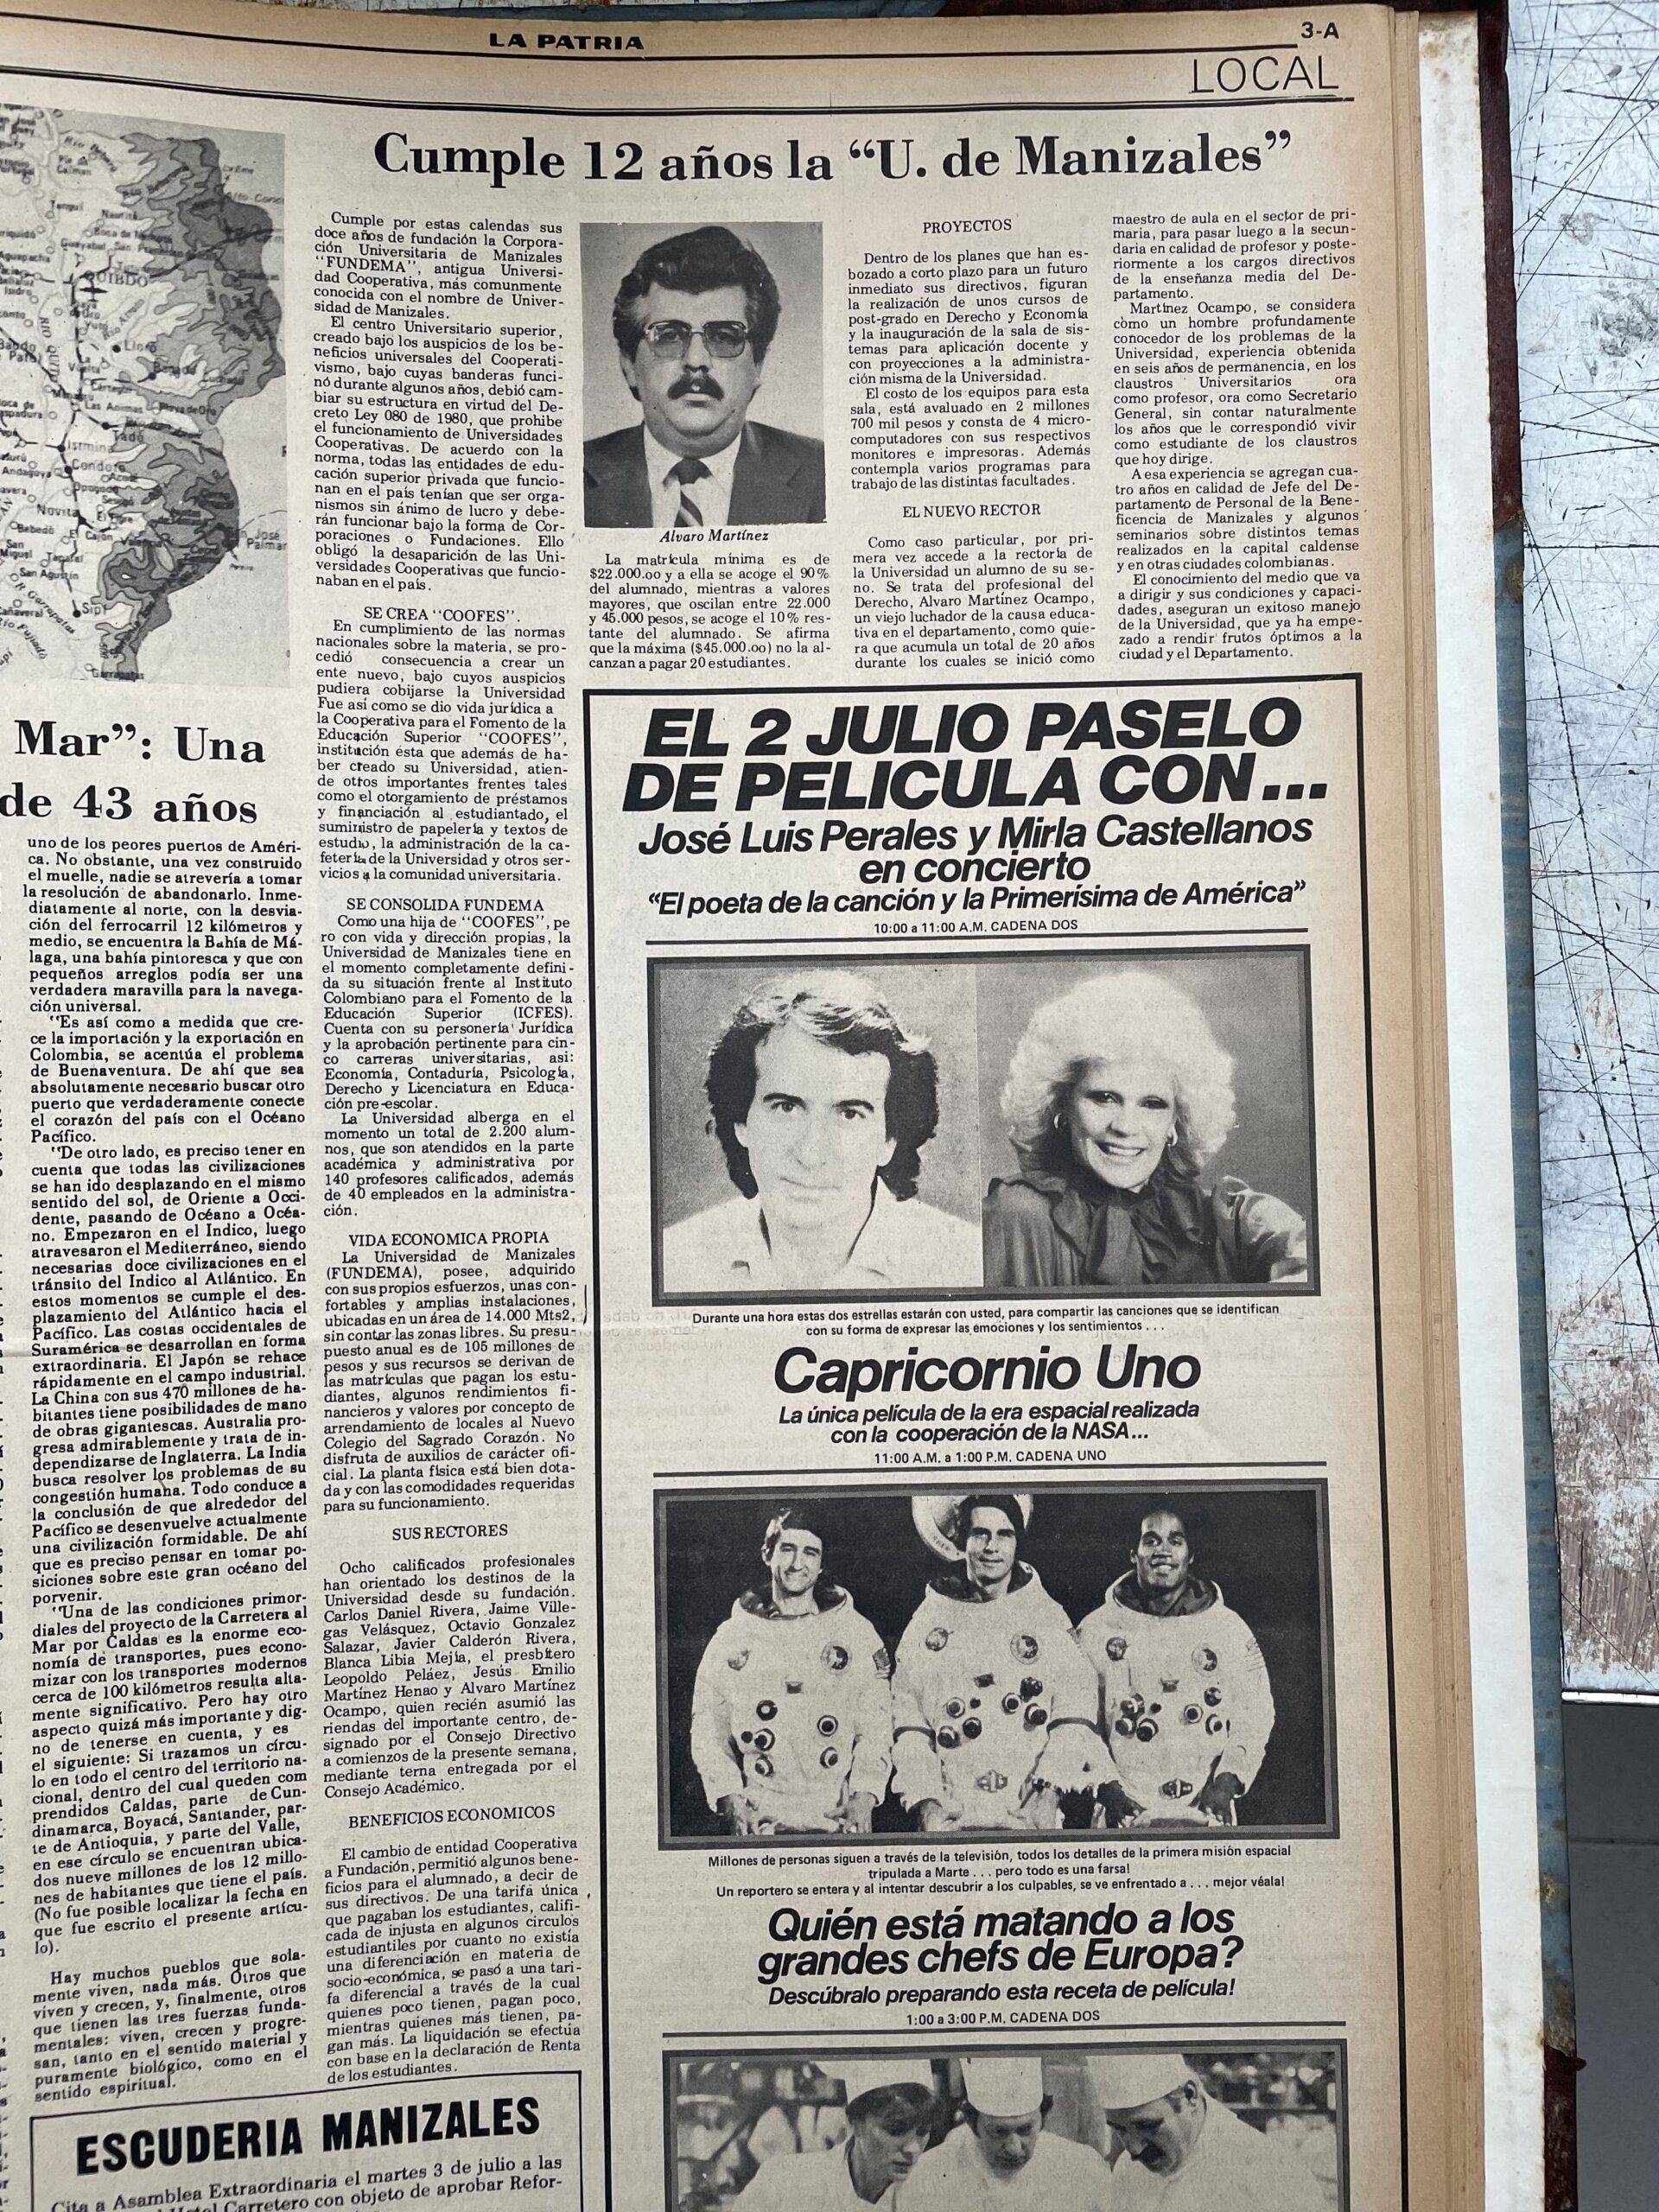 LA PATRIA
3-A
LOCAL
Cumple 12 años la “U. de Manizales”
Cumple por estas calendas sus
doce años de fundación la Corpora-
ción Universitaria de Manizales
“FUNDEMA”, antigua Universi-
dad Cooperativa, más comunmente
conocida con el nombre de Univer-
sidad de Manizales.
El centro Universitario superior,
creado bajo los auspicios de los be-
neficios universales del Cooperati-
vismo, bajo cuyas banderas funci-
nó durante algunos años, debió cam-
biar su estructura en virtud del De-
creto Ley 080 de 1980, que prohibe
el funcionamiento de Universidades
Cooperativas. De acuerdo con la
norma, todas las entidades de edu-
cación superior privada que funcio-
nan en el país tenían que ser orga-
nismos sin ánimo de lucro y debe-
rán funcionar bajo la forma de Cor-
poraciones o Fundaciones. Ello
obligó la desaparición de las Uni-
versidades Cooperativas que funcio-
naban en el país.
SE CREA “COOFES”.
En cumplimiento de las normas
nacionales sobre la materia, se pro-
cedió consecuencia a crear un
ente nuevo, bajo cuyos auspicios
pudiera cobijarse la Universidad
Fue así como se dio vida jurídica a
la Cooperativa para el Fomento de la
Educación Superior “COOFES”,
institución ésta que además de ha-
ber creado su Universidad, atien-
de otros importantes frentes tales
como el otorgamiento de préstamos
y financiación al estudiantado, el
suministro de papelería y textos de
estudio, la administración de la ca-
fetería de la Universidad y otros ser-
vicios a la comunidad universitaria.
SE CONSOLIDA FUNDEMA
Como una hija de “COOFES”, pe
ro con vida y dirección propias, la
Universidad de Manizales tiene en
el momento completamente defini-
da su situación frente al Instituto
Colombiano para el Fomento de la
Educación Superior (ICFES).
Cuenta con su personería Jurídica
y la aprobación pertinente para cin-
co carreras universitarias, asi:
Economía, Contaduría, Psicología,
Derecho y Licenciatura en Educa-
ción pre-escolar.
La Universidad alberga en el
momento un total de 2.200 alum-
nos, que son atendidos en la parte
académica y administrativa por
140 profesores calificados, además
de 40 empleados en la administra-
ción.
VIDA ECONOMICA PROPIA
La Universidad de Manizales
(FUNDEMA), posee, adquirido
con sus propios esfuerzos, unas con-
fortables y amplias instalaciones,
ubicadas en un área de 14.000 Mts2,
sin contar las zonas libres. Su presu-
puesto anual es de 105 millones de
pesos y sus recursos se derivan de
las matrículas que pagan los estu-
diantes, algunos rendimientos fi-
nancieros y valores por concepto de
arrendamiento de locales al Nuevo
Colegio del Sagrado Corazón. No
disfruta de auxilios de carácter ofi-
cial. La planta física está bien dota-
da y con las comodidades requeridas
para su funcionamiento.
SUS RECTORES
Ocho calificados profesionales
han orientado los destinos de la
Universidad desde su fundación.
Carlos Daniel Rivera, Jaime Ville-
gas Velásquez, Octavio Gonzalez
Salazar, Javier Calderón Rivera,
Blanca Libia Mejía, el presbítero
Leopoldo Peláez, Jesús Emilio
Martínez Henao y Alvaro Martínez
Ocampo, quien recién asumió las
riendas del importante centro, de-
signado por el Consejo Directivo
a comienzos de la presente semana,
mediante terna entregada por el
Consejo Académico.
BENEFICIOS ECONOMICOS
El cambio de entidad Cooperativa
a Fundación, permitió algunos bene-
ficios para el alumnado, a decir de
sus directivos. De una tarifa única
que pagaban los estudiantes, califi-
cada de injusta en algunos circulos
estudiantiles por cuanto no existía
una diferenciación en materia de
socio-económica, se pasó a una tari-
fa diferencial a través de la cual
quienes poco tienen, pagan poco,
mientras quienes más tienen, pa-
gan más. La liquidación se efectúa
con base en la declaración de Renta
de los estudiantes.
Alvaro Martínez
La matrícula mínima es de
$22.000.oo y a ella se acoge el 90%
del alumnado, mientras a valores
mayores, que oscilan entre 22.000
y 45.000 pesos, se acoge el 10% res-
tante del alumnado. Se afirma
que la máxima ($45.000.oo) no la al-
canzan a pagar 20 estudiantes.
PROYECTOS
Dentro de los planes que han es-
bozado a corto plazo para un futuro
inmediato sus directivos, figuran
la realización de unos cursos de
post-grado en Derecho y Economía
y la inauguración de la sala de sis-
temas para aplicación docente y
con proyecciones a la administra-
ción misma de la Universidad.
El costo de los equipos para esta
sala, está avaluado en 2 millones
700 mil pesos y consta de 4 micro-
computadores con sus respectivos
monitores e impresoras. Además
contempla varios programas para
trabajo de las distintas facultades.
EL NUEVO RECTOR
Como caso particular, por pri-
mera vez accede a la rectoría de
la Universidad un alumno de su se-
no. Se trata del profesional del
Derecho, Alvaro Martínez Ocampo,
un viejo luchador de la causa educa-
tiva en el departamento, como quie-
ra que acumula un total de 20 años
durante los cuales se inició como
maestro de aula en el sector de pri-
maria, para pasar luego a la secun-
daria en calidad de profesor y poste-
riormente a los cargos directivos
de la enseñanza media del De-
partamento.
Martínez Ocampo, se considera
còmo un hombre profundamente
conocedor de los problemas de la
Universidad, experiencia obtenida
en seis años de permanencia, en los
claustros Universitarios ora
como profesor, ora como Secretario
General, sin contar naturalmente
los años que le correspondió vivir
como estudiante de los claustros
que hoy dirige.
A esa experiencia se agregan cua-
tro años en calidad de Jefe del De-
partamento de Personal de la Bene-
ficencia de Manizales y algunos
seminarios sobre distintos temas
realizados en la capital caldense
y en otras ciudades colombianas.
El conocimiento del medio que va
a dirigir y sus condiciones y capaci-
dades, aseguran un exitoso manejo
de la Universidad, que ya ha empe-
zado a rendir frutos óptimos a la
ciudad y el Departamento.
QUIBDO
Lloró
Tadó
Istmina
Condoto
Novita
El Cajón
San Miguel
San Agustín
Sipí
San José
Palmar
Garrapatas
Mar”: Una
de 43 años
uno de los peores puertos de Améri-
ca. No obstante, una vez construido
el muelle, nadie se atrevería a tomar
la resolución de abandonarlo. Inme-
diatamente al norte, con la desvia-
ción del ferrocarril 12 kilómetros y
medio, se encuentra la Bahía de Má-
laga, una bahía pintoresca y que con
pequeños arreglos podía ser una
verdadera maravilla para la navega-
ción universal.
“Es así como a medida que cre-
ce la importación y la exportación en
Colombia, se acentúa el problema
de Buenaventura. De ahí que sea
absolutamente necesario buscar otro
puerto que verdaderamente conecte
el corazón del país con el Océano
Pacífico.
“De otro lado, es preciso tener en
cuenta que todas las civilizaciones
se han ido desplazando en el mismo
sentido del sol, de Oriente a Occi-
dente, pasando de Océano a Océa-
no. Empezaron en el Indico, luego
atravesaron el Mediterráneo, siendo
necesarias doce civilizaciones en el
tránsito del Indico al Atlántico. En
estos momentos se cumple el des-
plazamiento del Atlántico hacia el
Pacífico. Las costas occidentales de
Suramérica se desarrollan en forma
extraordinaria. El Japón se rehace
rápidamente en el campo industrial.
La China con sus 470 millones de ha-
bitantes tiene posibilidades de mano
de obras gigantescas. Australia pro-
gresa admirablemente y trata de in-
dependizarse de Inglaterra. La India
busca resolver los problemas de su
congestión humana. Todo conduce a
la conclusión de que alrededor del
Pacífico se desenvuelve actualmente
una civilización formidable. De ahí
que es preciso pensar en tomar po-
siciones sobre este gran océano del
porvenir.
“Una de las condiciones primor-
diales del proyecto de la Carretera al
Mar por Caldas es la enorme eco-
nomía de transportes, pues econo-
mizar con los transportes modernos
cerca de 100 kilómetros resulta alta-
mente significativo. Pero hay otro
aspecto quizá más importante y dig-
no de tenerse en cuenta, y es
el siguiente: Si trazamos un círcu-
lo en todo el centro del territorio na-
cional, dentro del cual queden com
prendidos Caldas, parte de Cun-
dinamarca, Boyacá, Santander, par-
te de Antioquia, y parte del Valle,
en ese círculo se encuentran ubica-
dos nueve millones de los 12 millo-
nes de habitantes que tiene el país.
(No fue posible localizar la fecha en
que fue escrito el presente artícu-
lo).
Hay muchos pueblos que sola-
mente viven, nada más. Otros que
viven y crecen, y, finalmente, otros
que tienen las tres fuerzas funda-
mentales: viven, crecen y progre-
san, tanto en el sentido material y
puramente biológico, como en el
sentido espiritual.
ESCUDERIA MANIZALES
Cita a Asamblea Extraordinaria el martes 3 de julio a las
Hotel Carretero con objeto de aprobar Refor-
EL 2 JULIO PASELO
DE PELICULA CON...
José Luis Perales y Mirla Castellanos
en concierto
“El poeta de la canción y la Primerísima de América”
10:00 a 11:00 A.M. CADENA DOS
Durante una hora estas dos estrellas estarán con usted, para compartir las canciones que se identifican
con su forma de expresar las emociones y los sentimientos . . .
Capricornio Uno
La única película de la era espacial realizada
con la cooperación de la NASA...
11:00 A.M. a 1:00 P.M. CADENA UNO
Millones de personas siguen a través de la televisión, todos los detalles de la primera misión espacial
tripulada a Marte . . . pero todo es una farsa!
Un reportero se entera y al intentar descubrir a los culpables, se ve enfrentado a . . . mejor véala!
Quién está matando a los
grandes chefs de Europa?
Descúbralo preparando esta receta de película!
1:00 a 3:00 P.M. CADENA DOS